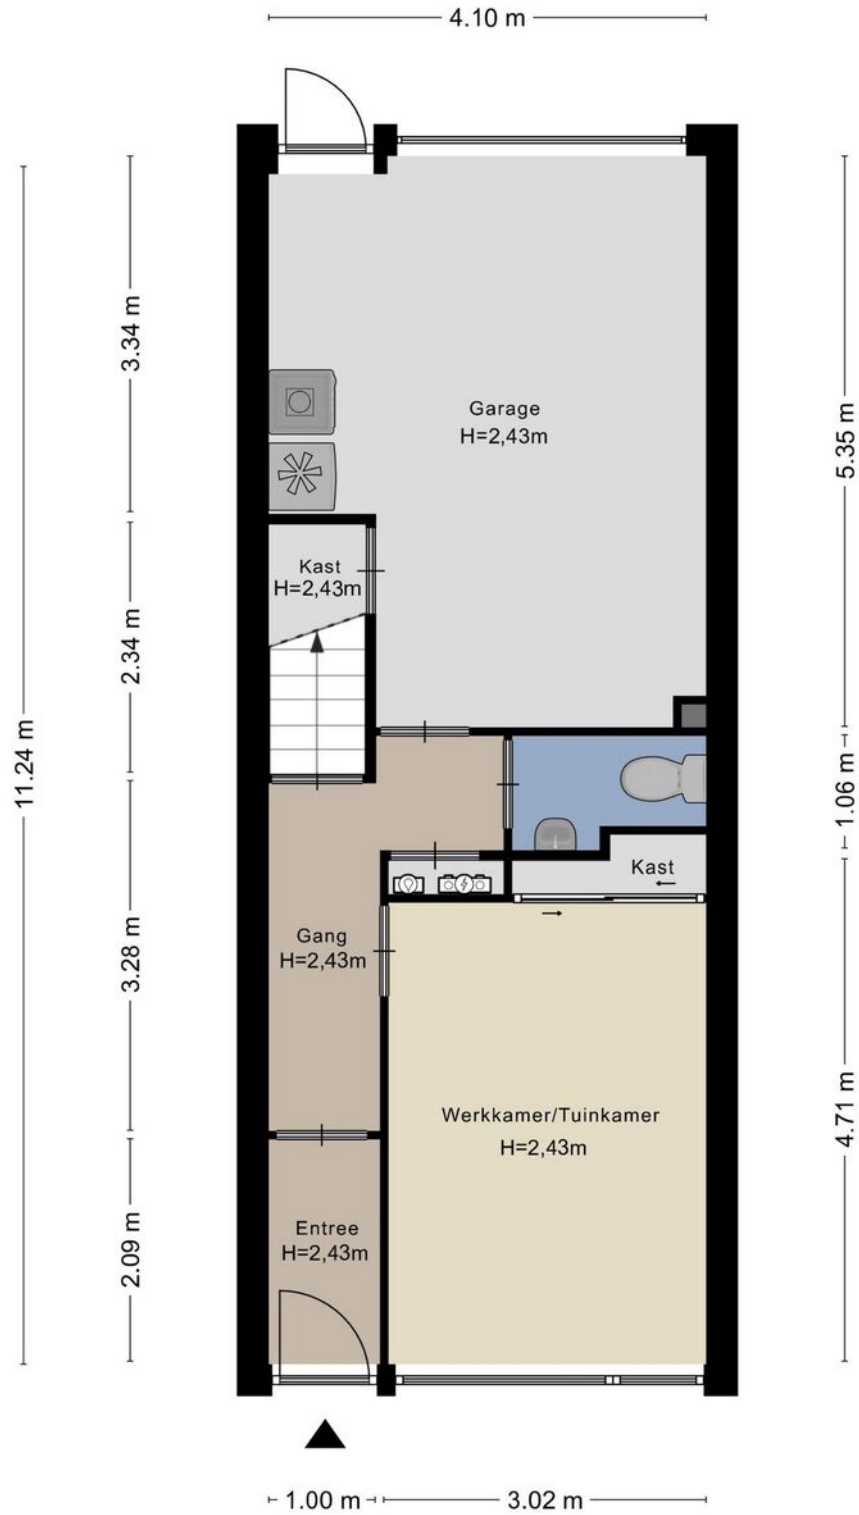 4.10 m
3.34 m
5.35 m
Garage
H=2,43m
Kast
H=2,43m
2.34 m
11.24 m
1.06 m
Kast
Gang
H=2,43m
3.28 m
4.71 m
Werkkamer/Tuinkamer
H=2,43m
Entree
H=2,43m
2.09 m
1.00 m
3.02 m